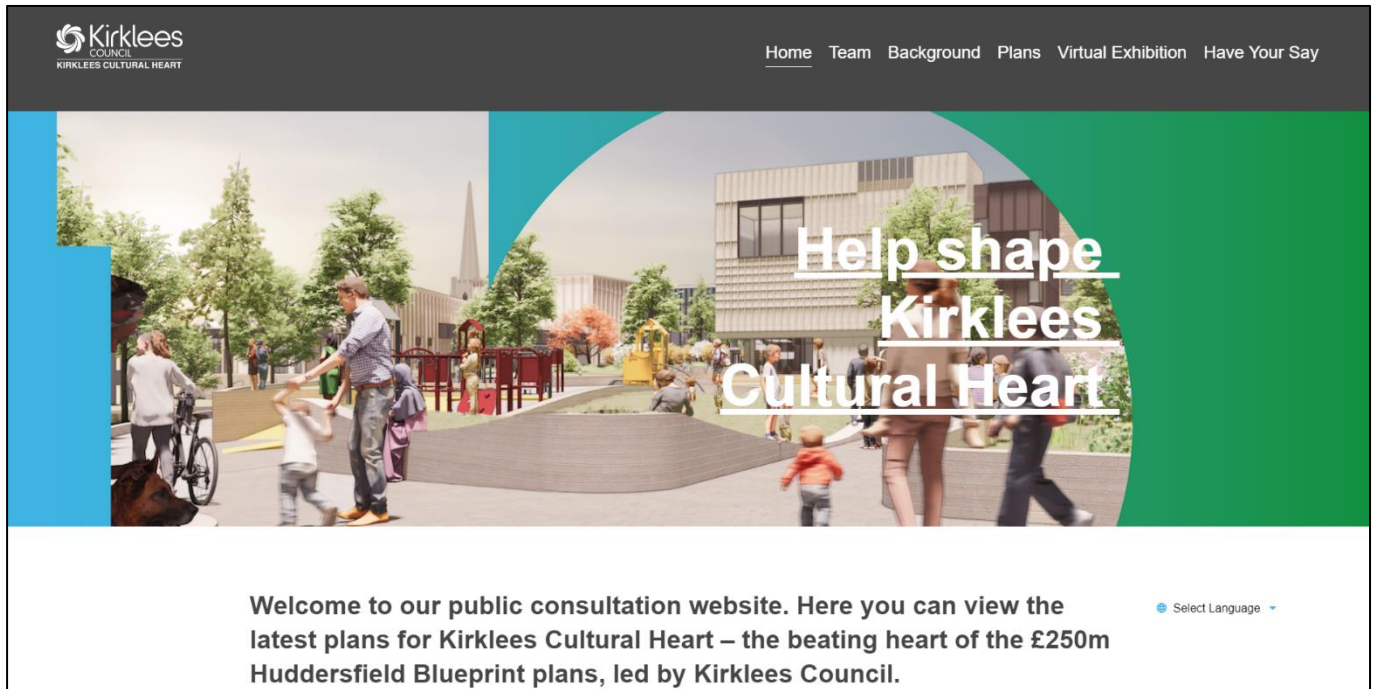 Kirklees
COUNCIL
KIRKLEES CULTURAL HEART
Home Team Background Plans Virtual Exhibition Have Your Say
Help shape
Kirklees
Cultural Heart
Welcome to our public consultation website. Here you can view the
latest plans for Kirklees Cultural Heart – the beating heart of the £250m
Huddersfield Blueprint plans, led by Kirklees Council.
Select Language